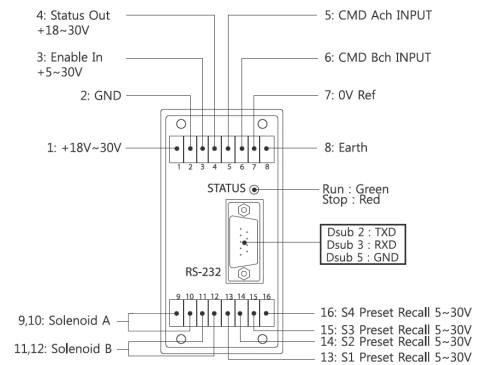 4: Status Out
+18~30V
3: Enable In
+5~30V
2: GND
1: +18V~30V
5: CMD Ach INPUT
6: CMD Bch INPUT
7: 0V Ref
8: Earth
1 2 3 4 5 6 7 8
STATUS
Run : Green
Stop : Red
Dsub 2 : TXD
Dsub 3 : RXD
Dsub 5 : GND
RS-232
9 10 11 12 13 14 15 16
9,10: Solenoid A
11,12: Solenoid B
16: S4 Preset Recall 5~30V
15: S3 Preset Recall 5~30V
14: S2 Preset Recall 5~30V
13: S1 Preset Recall 5~30V